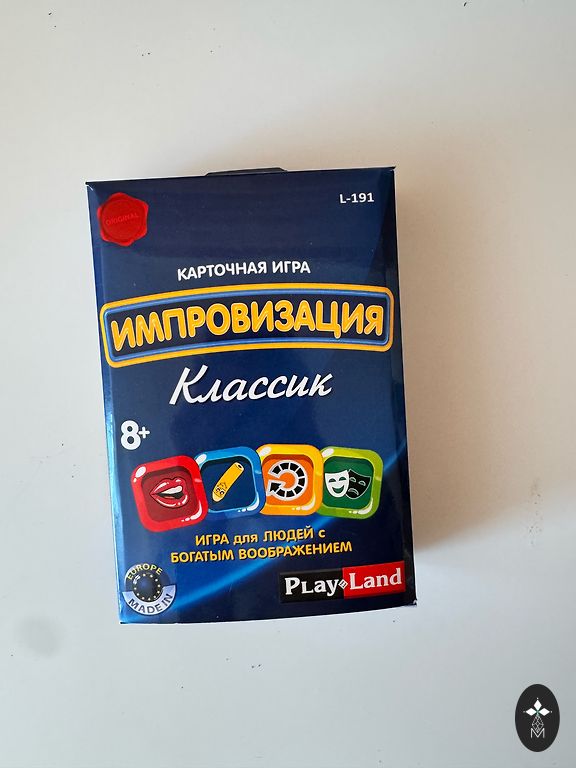 L-191
ORIGINAL
КАРТОЧНАЯ ИГРА
ИМПРОВИЗАЦИЯ
Классик
8+
ИГРА для ЛЮДЕЙ с
БОГАТЫМ ВООБРАЖЕНИЕМ
EUROPE
MADE IN
PLAY Land
M